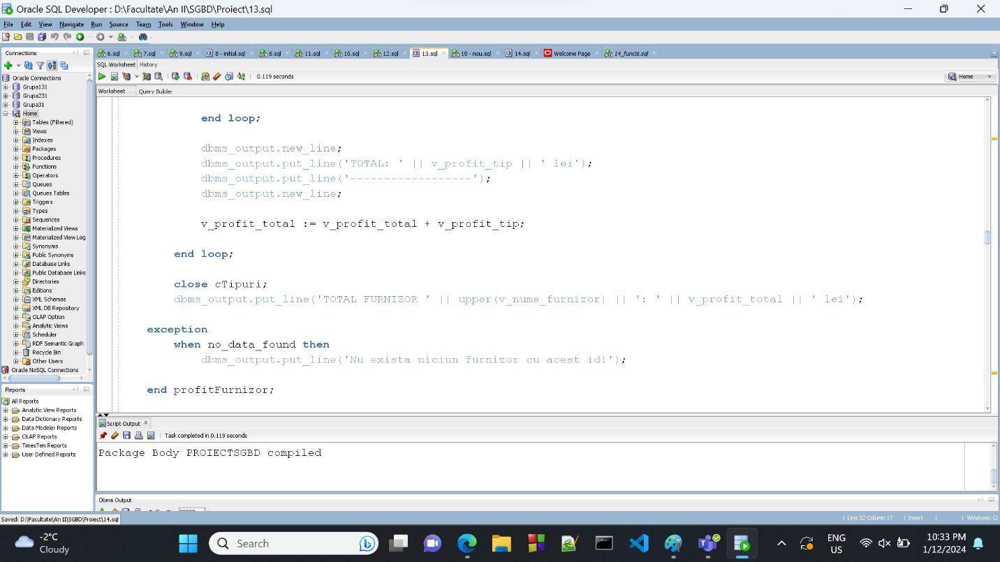 Oracle SQL Developer : D:\Facultate\An II\SGBD\Proiect\13.sql
File Edit View Navigate Run Source Team Tools Window Help
Connections
Oracle Connections
Grupa131
Grupa231
Grupa31
Home
Tables (Filtered)
Views
Indexes
Packages
Procedures
Functions
Operators
Queues
Queues Tables
Triggers
Types
Sequences
Materialized Views
Materialized View Log
Synonyms
Public Synonyms
Database Links
Public Database Links
Directories
Editions
XML Schemas
XML DB Repository
OLAP Option
Analytic Views
Scheduler
RDF Semantic Graph
Recycle Bin
Other Users
Oracle NoSQL Connections
Reports
All Reports
Analytic View Reports
Data Dictionary Reports
Data Modeler Reports
OLAP Reports
TimesTen Reports
User Defined Reports
6.sql 7.sql 9.sql 8 - initial.sql 8.sql 11.sql 10.sql 12.sql 13.sql 10 - nou.sql 14.sql Welcome Page 14_functii.sql
SQL Worksheet History
0.119 seconds
Home
Worksheet Query Builder
end loop;
dbms_output.new_line;
dbms_output.put_line('TOTAL: ' || v_profit_tip || ' lei');
dbms_output.put_line('------------------');
dbms_output.new_line;
v_profit_total := v_profit_total + v_profit_tip;
end loop;
close cTipuri;
dbms_output.put_line('TOTAL FURNIZOR ' || upper(v_nume_furnizor) || ': ' || v_profit_total || ' lei');
exception
when no_data_found then
dbms_output.put_line('Nu exista niciun furnizor cu acest id!');
end profitFurnizor;
Script Output
Task completed in 0.119 seconds
Package Body PROIECTSGBD compiled
Dbms Output
Saved: D:\Facultate\An II\SGBD\Proiect\14.sql
Line 32 Column 17 Insert Windows: Cl
-2°C
Cloudy
Search
ENG
US
10:33 PM
1/12/2024